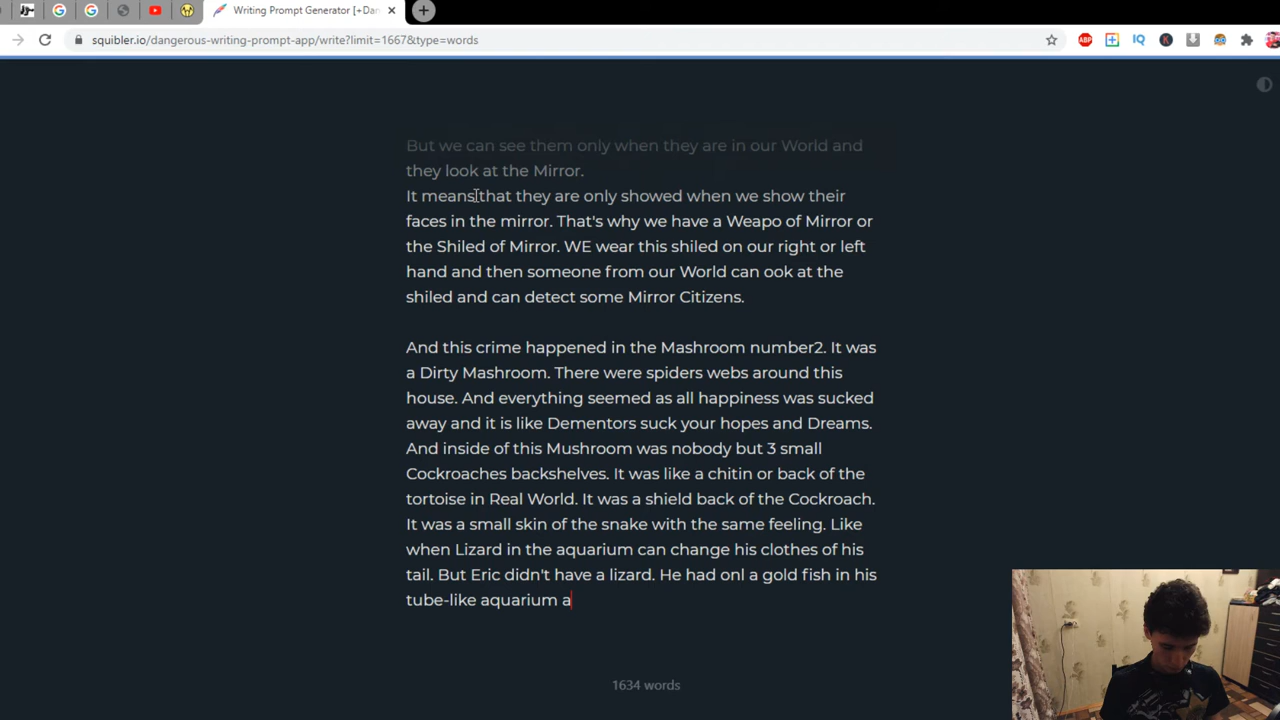 Writing Prompt Generator [+Dan
squibler.io/dangerous-writing-prompt-app/write?limit=1667&type=words
ABP
IQ
K
But we can see them only when they are in our World and
they look at the Mirror.
It means that they are only showed when we show their
faces in the mirror. That's why we have a Weapo of Mirror or
the Shiled of Mirror. WE wear this shiled on our right or left
hand and then someone from our World can ook at the
shiled and can detect some Mirror Citizens.
And this crime happened in the Mashroom number2. It was
a Dirty Mashroom. There were spiders webs around this
house. And everything seemed as all happiness was sucked
away and it is like Dementors suck your hopes and Dreams.
And inside of this Mushroom was nobody but 3 small
Cockroaches backshelves. It was like a chitin or back of the
tortoise in Real World. It was a shield back of the Cockroach.
It was a small skin of the snake with the same feeling. Like
when Lizard in the aquarium can change his clothes of his
tail. But Eric didn't have a lizard. He had onl a gold fish in his
tube-like aquarium a
1634 words